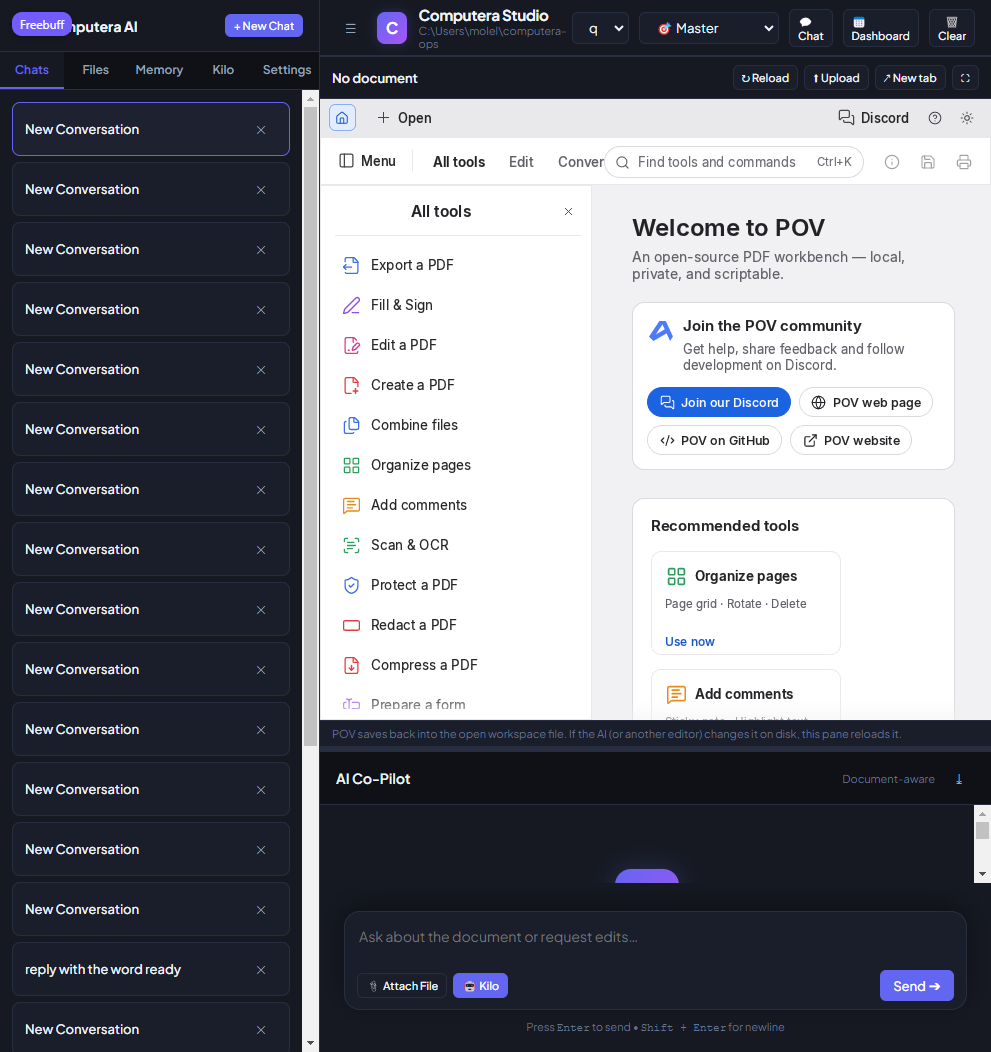 Freebuff
mputera AI
+ New Chat
Chats
Files
Memory
Kilo
Settings
New Conversation
New Conversation
New Conversation
New Conversation
New Conversation
New Conversation
New Conversation
New Conversation
New Conversation
New Conversation
New Conversation
New Conversation
New Conversation
New Conversation
reply with the word ready
New Conversation
C
Computera Studio
C:\Users\molel\computera-
ops
q
Master
Chat
Dashboard
Clear
No document
↻ Reload
⬆ Upload
↗ New tab
Open
Discord
Menu
All tools
Edit
Conver
Find tools and commands
Ctrl+K
All tools
Export a PDF
Fill & Sign
Edit a PDF
Create a PDF
Combine files
Organize pages
Add comments
Scan & OCR
Protect a PDF
Redact a PDF
Compress a PDF
Prepare a form
Welcome to POV
An open-source PDF workbench — local,
private, and scriptable.
Join the POV community
Get help, share feedback and follow
development on Discord.
Join our Discord
POV web page
POV on GitHub
POV website
Recommended tools
Organize pages
Page grid · Rotate · Delete
Use now
Add comments
Sticky note · Highlight text
POV saves back into the open workspace file. If the AI (or another editor) changes it on disk, this pane reloads it.
AI Co-Pilot
Document-aware
Ask about the document or request edits...
Attach File
Kilo
Send ➔
Press Enter to send • Shift + Enter for newline